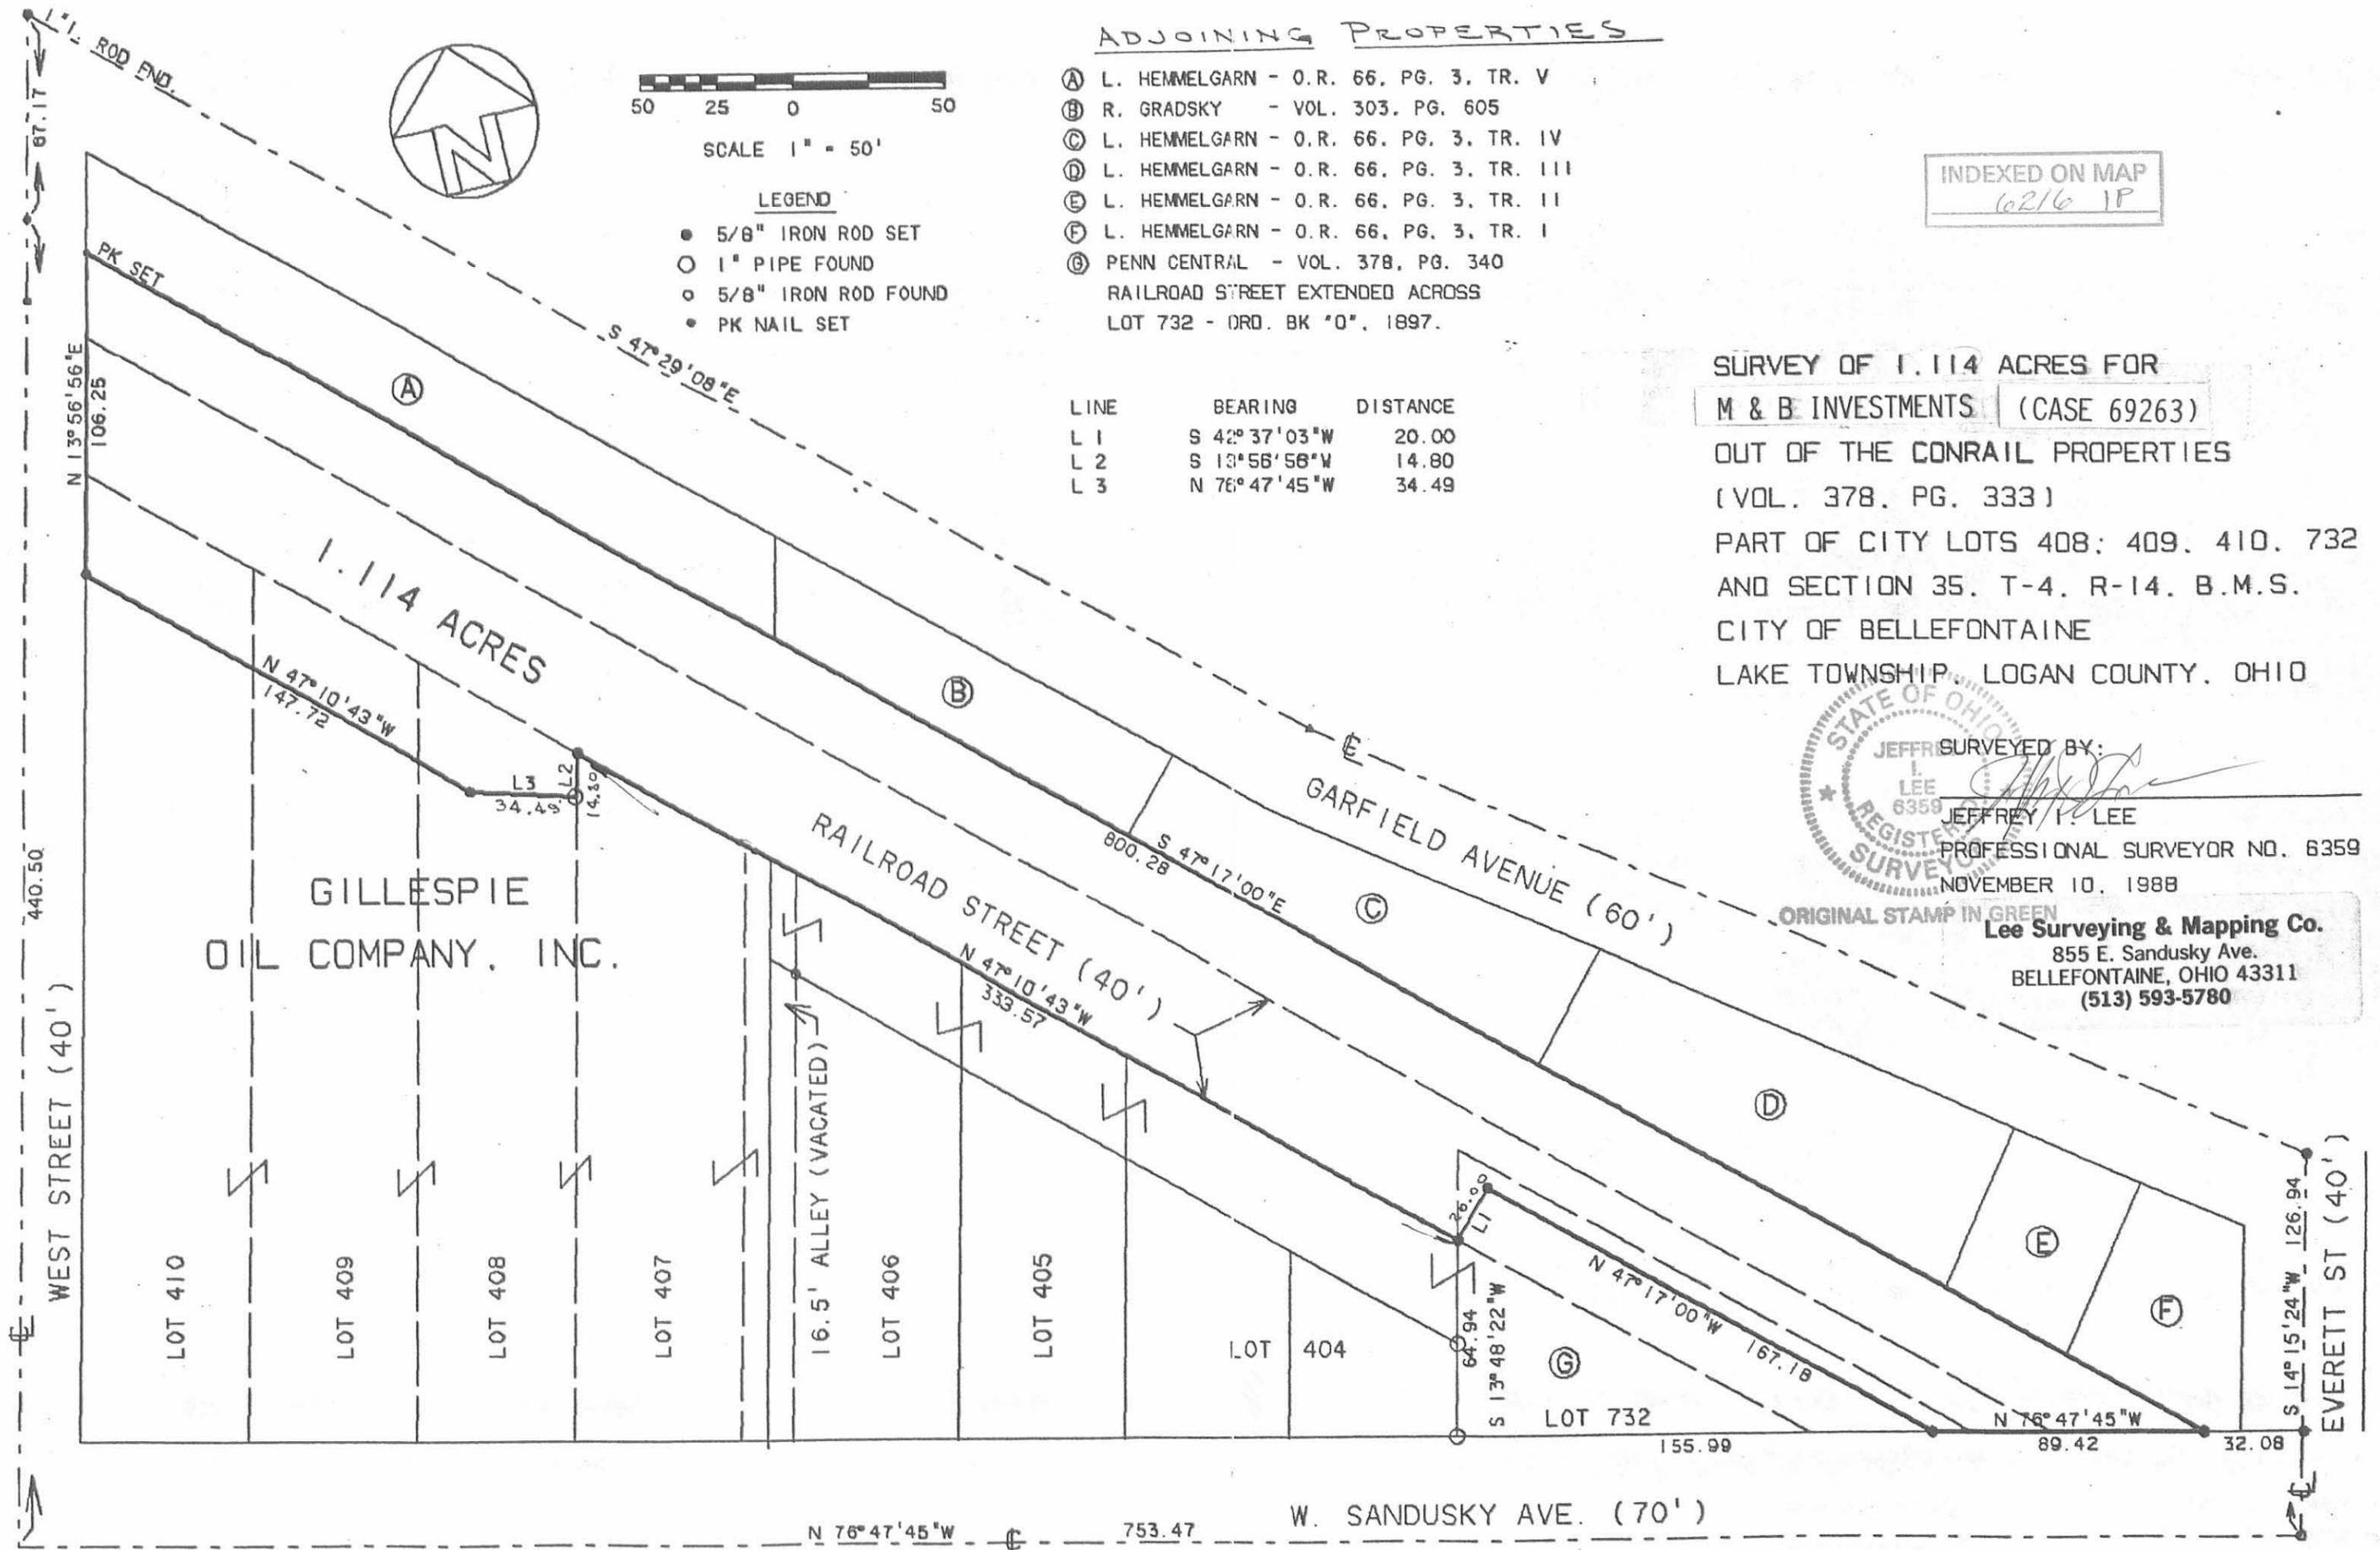 ADJOINING PROPERTIES
Ⓐ L. HEMMELGARN - O.R. 66, PG. 3, TR. V
Ⓑ R. GRADSKY - VOL. 303, PG. 605
Ⓒ L. HEMMELGARN - O.R. 66, PG. 3, TR. IV
Ⓓ L. HEMMELGARN - O.R. 66, PG. 3, TR. III
Ⓔ L. HEMMELGARN - O.R. 66, PG. 3, TR. II
Ⓕ L. HEMMELGARN - O.R. 66, PG. 3, TR. I
Ⓖ PENN CENTRAL - VOL. 378, PG. 340
RAILROAD STREET EXTENDED ACROSS
LOT 732 - ORD. BK "O", 1897.
1" I. ROD FND.
67.17
N
50 25 0 50
SCALE 1" = 50'
LEGEND
5/8" IRON ROD SET
1" PIPE FOUND
5/8" IRON ROD FOUND
PK NAIL SET
LINE BEARING DISTANCE
L 1 S 42°37'03"W 20.00
L 2 S 13°56'56"W 14.80
L 3 N 76°47'45"W 34.49
INDEXED ON MAP
6216 1P
SURVEY OF 1.114 ACRES FOR
M & B INVESTMENTS (CASE 69263)
OUT OF THE CONRAIL PROPERTIES
(VOL. 378, PG. 333)
PART OF CITY LOTS 408; 409, 410, 732
AND SECTION 35, T-4, R-14, B.M.S.
CITY OF BELLEFONTAINE
LAKE TOWNSHIP, LOGAN COUNTY, OHIO
STATE OF OHIO
JEFFRE
I.
LEE
6359
REGISTERED
SURVEYOR
SURVEYED BY:
JEFFREY I. LEE
PROFESSIONAL SURVEYOR NO. 6359
NOVEMBER 10, 1988
ORIGINAL STAMP IN GREEN
Lee Surveying & Mapping Co.
855 E. Sandusky Ave.
BELLEFONTAINE, OHIO 43311
(513) 593-5780
PK SET
N 13°56'56"E
106.25
S 47°29'08"E
Ⓐ
1.114 ACRES
Ⓑ
N 47°10'43"W
147.72
L3
34.49
L2
14.80
GARFIELD AVENUE (60')
S 47°17'00"E
800.28
RAILROAD STREET (40')
N 47°10'43"W
333.57
Ⓒ
Ⓓ
Ⓔ
Ⓕ
GILLESPIE
OIL COMPANY, INC.
440.50
WEST STREET (40')
LOT 410
LOT 409
LOT 408
LOT 407
16.5' ALLEY (VACATED)
LOT 406
LOT 405
LOT 404
L1
64.94
S 13°48'22"W
Ⓖ
LOT 732
N 47°17'00"W 167.18
N 76°47'45"W
155.99
89.42
32.08
S 14°15'24"W 126.94
EVERETT ST (40')
W. SANDUSKY AVE. (70')
N 76°47'45"W
753.47